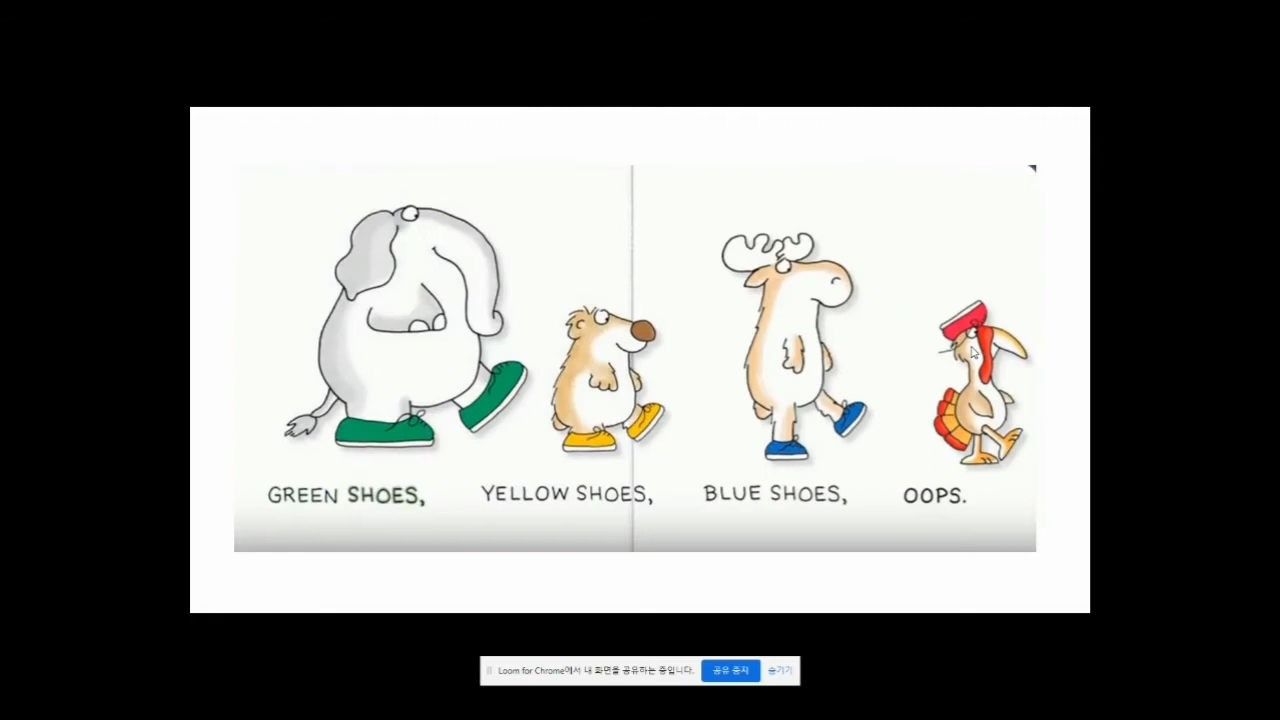 GREEN SHOES, YELLOW SHOES, BLUE SHOES, OOPS.
Loom for Chrome에서 내 화면을 공유하는 중입니다. 공유 중지 숨기기